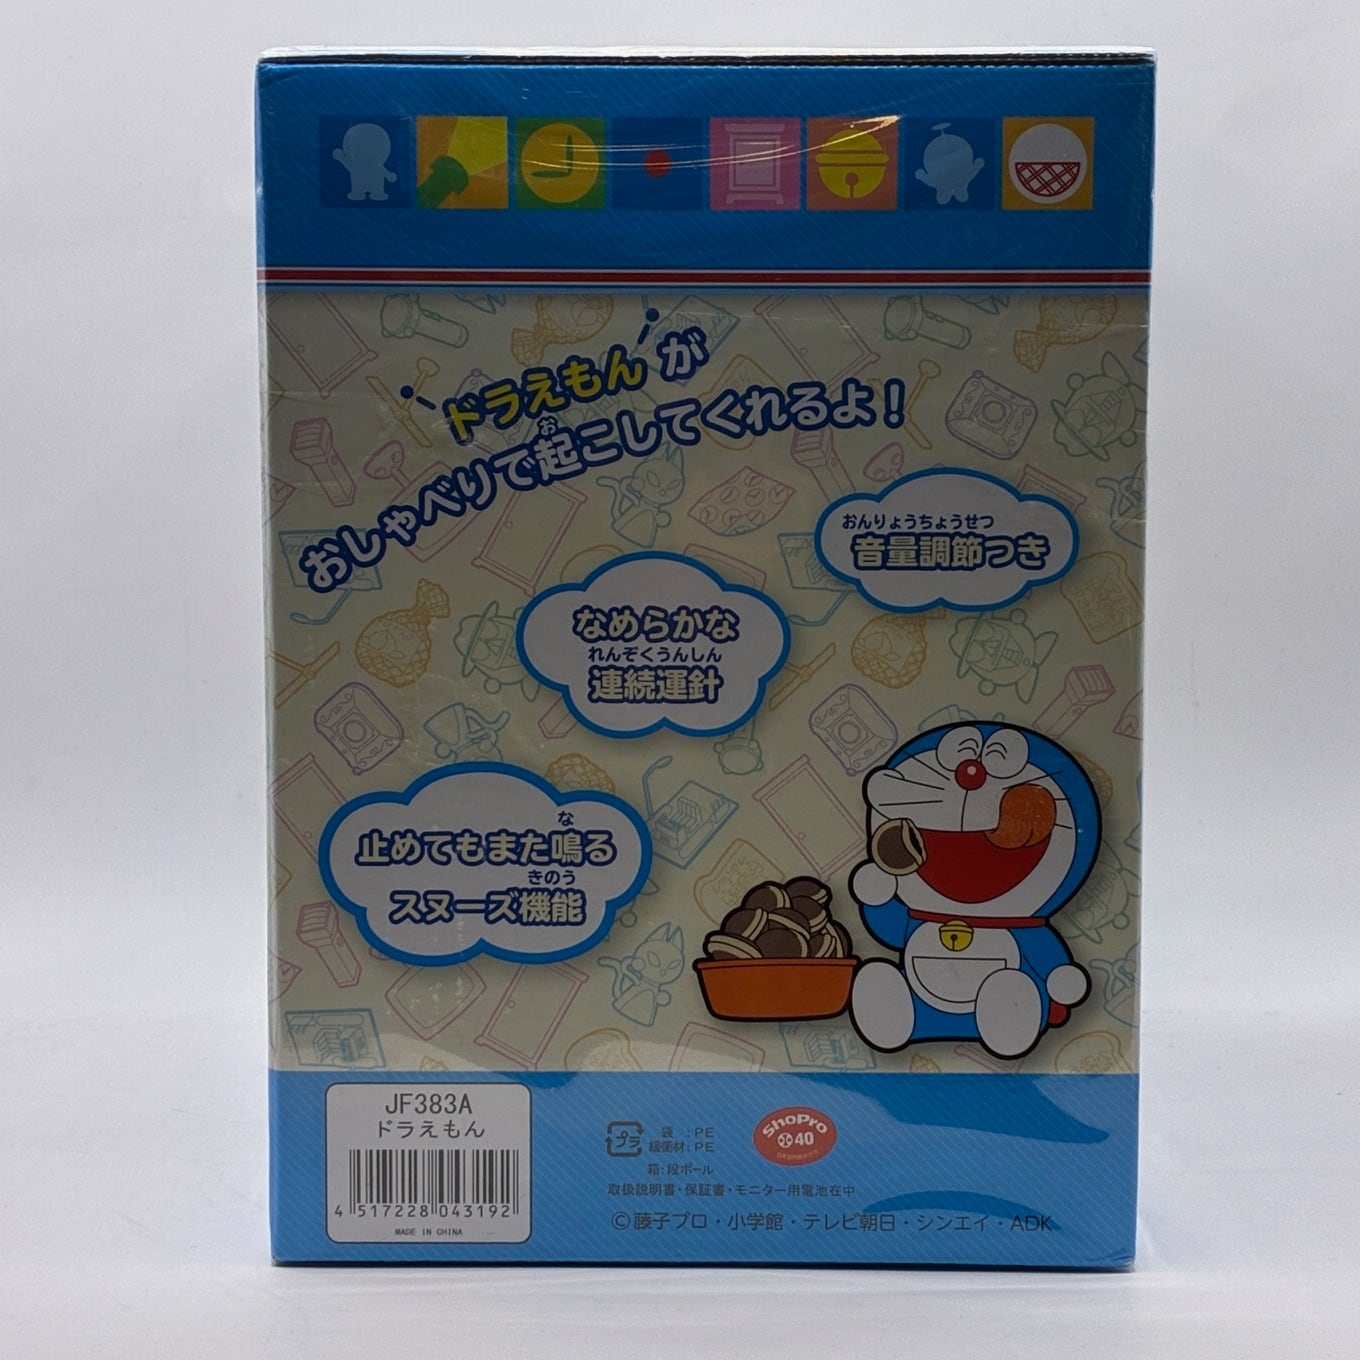 ドラえもんが
おしゃべりで起こしてくれるよ！
お
おんりょうちょうせつ
音量調節つき
なめらかな
れんぞくうんしん
連続運針
な
止めてもまた鳴る
きのう
スヌーズ機能
JF383A
ドラえもん
4 517228 043192
MADE IN CHINA
プラ
袋 :PE
緩衝材:PE
箱:段ボール
取扱説明書・保証書・モニター用電池在中
ShoPro
40
©藤子プロ・小学館・テレビ朝日・シンエイ・ADK